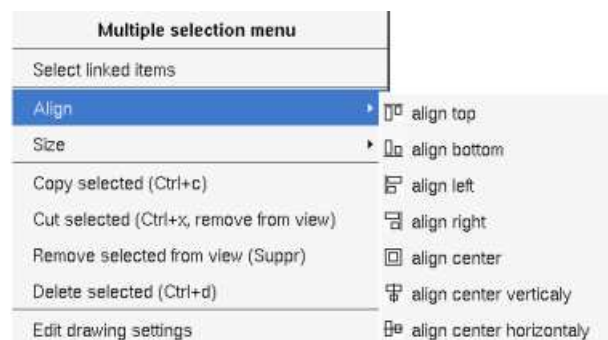 Multiple selection menu
Select linked items
Align
Size
Copy selected (Ctrl+c)
Cut selected (Ctrl+x, remove from view)
Remove selected from view (Suppr)
Delete selected (Ctrl+d)
Edit drawing settings
align top
align bottom
align left
align right
align center
align center verticaly
align center horizontaly